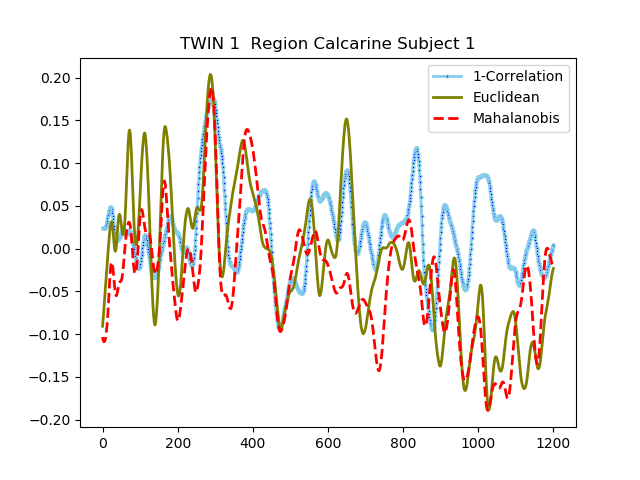 TWIN 1  Region Calcarine Subject 1
1-Correlation
Euclidean
Mahalanobis
0.20
0.15
0.10
0.05
0.00
−0.05
−0.10
−0.15
−0.20
0 200 400 600 800 1000 1200